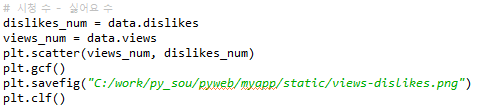 # 시청 수 - 싫어요 수
dislikes_num = data.dislikes
views_num = data.views
plt.scatter(views_num, dislikes_num)
plt.gcf()
plt.savefig("C:/work/py_sou/pyweb/myapp/static/views-dislikes.png")
plt.clf()